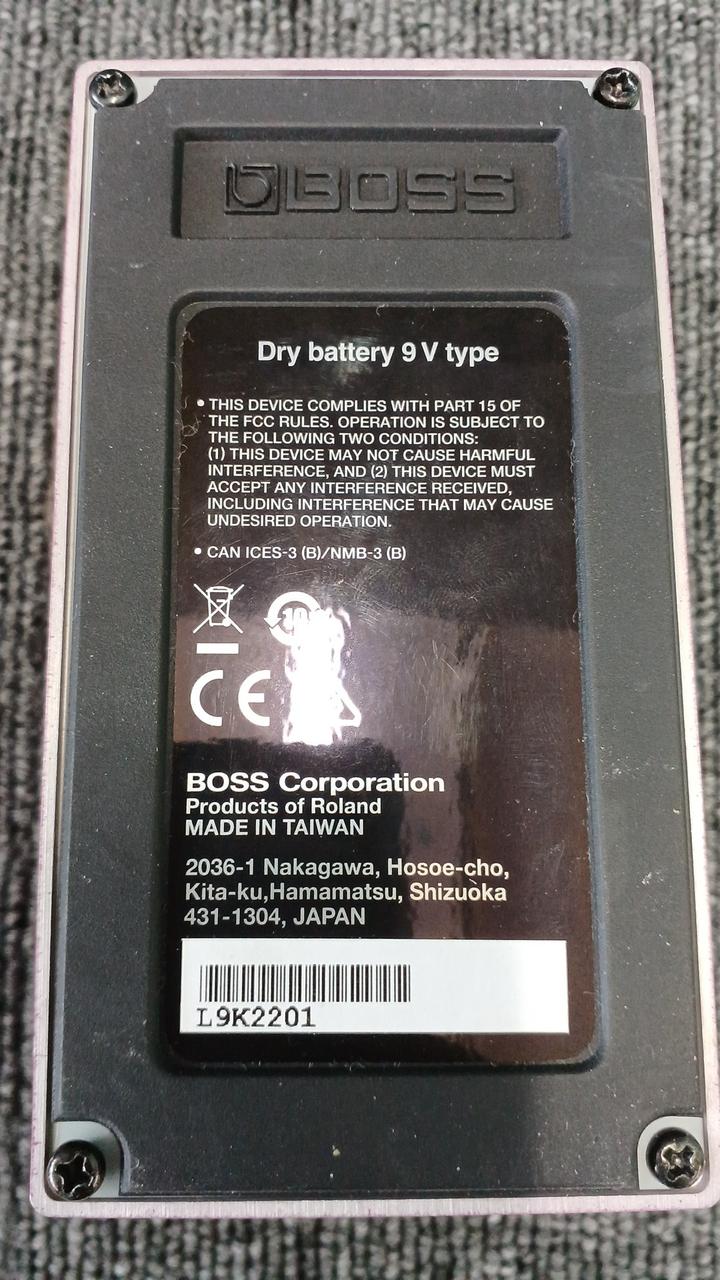 BOSS
Dry battery 9 V type
• THIS DEVICE COMPLIES WITH PART 15 OF
THE FCC RULES. OPERATION IS SUBJECT TO
THE FOLLOWING TWO CONDITIONS:
(1) THIS DEVICE MAY NOT CAUSE HARMFUL
INTERFERENCE, AND (2) THIS DEVICE MUST
ACCEPT ANY INTERFERENCE RECEIVED,
INCLUDING INTERFERENCE THAT MAY CAUSE
UNDESIRED OPERATION.
• CAN ICES-3 (B)/NMB-3 (B)
CE
BOSS Corporation
Products of Roland
MADE IN TAIWAN
2036-1 Nakagawa, Hosoe-cho,
Kita-ku,Hamamatsu, Shizuoka
431-1304, JAPAN
L9K2201